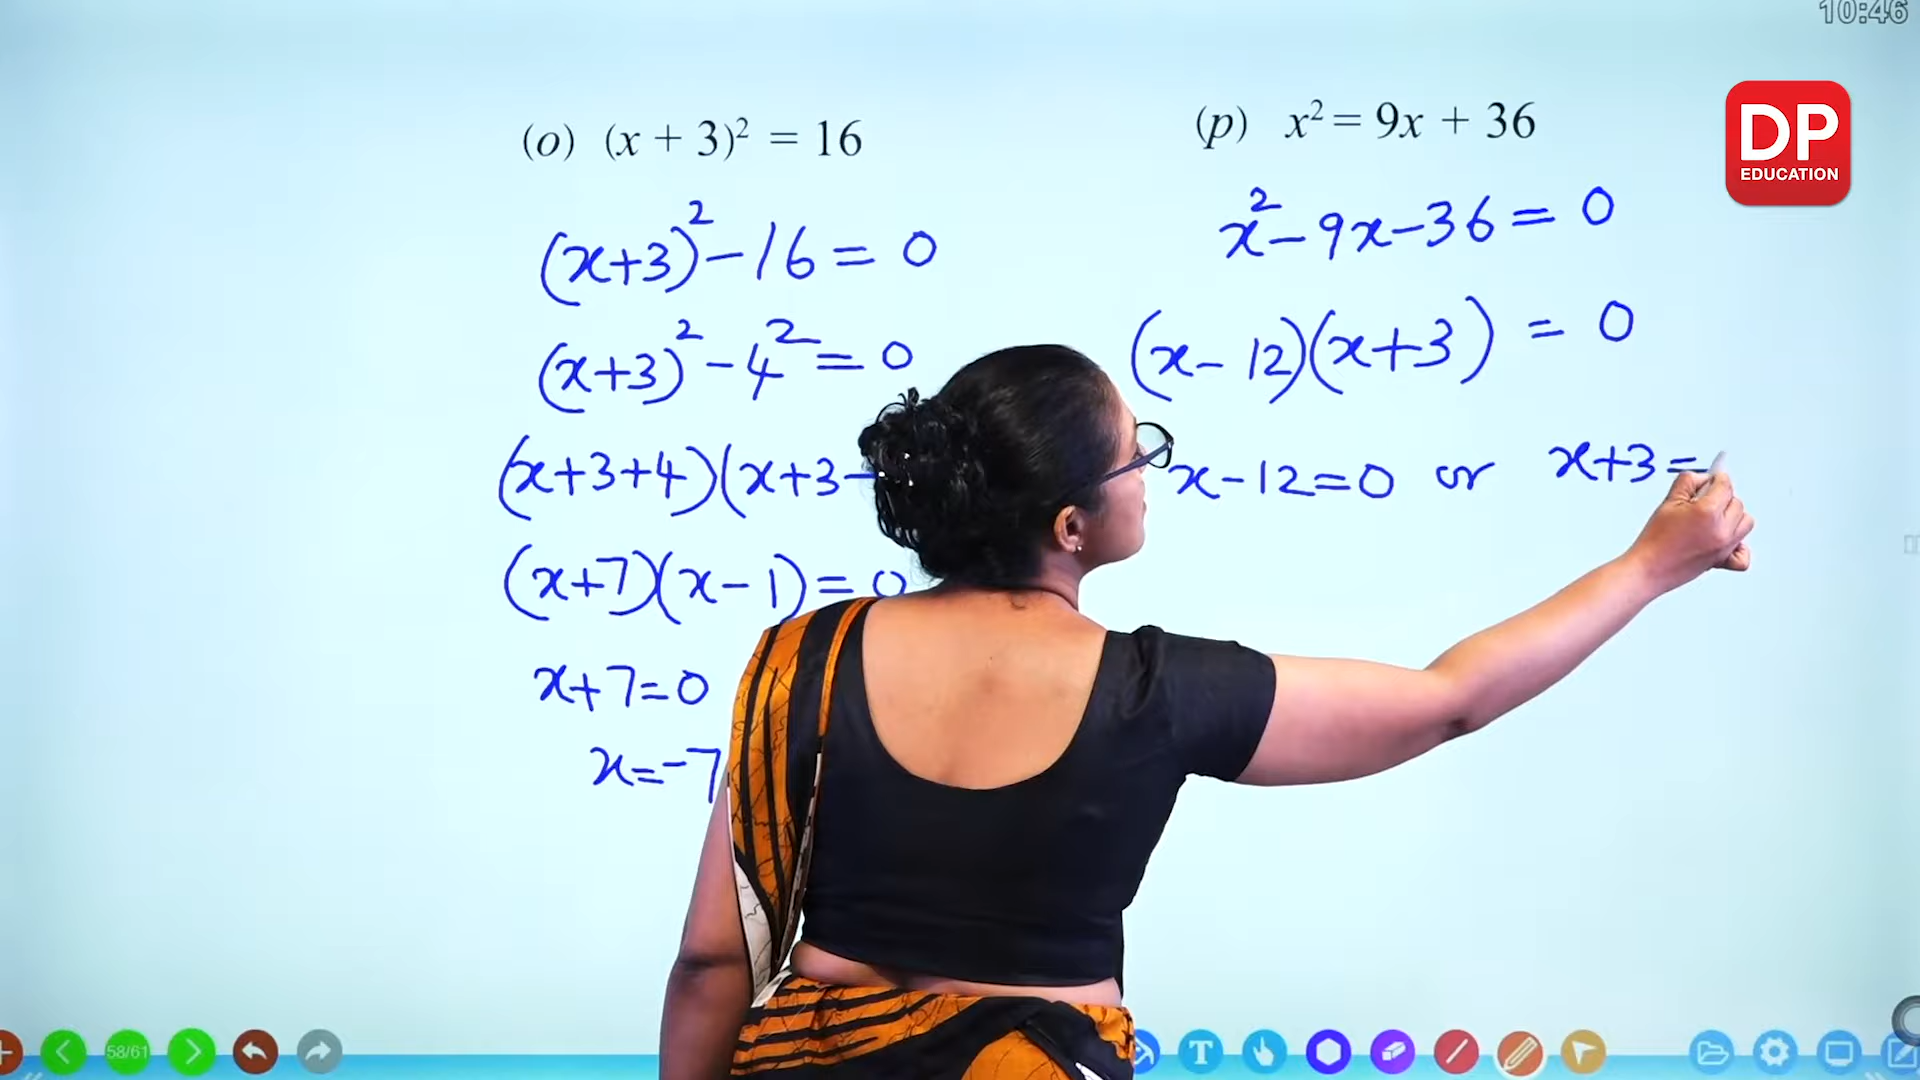 10:46
DP
EDUCATION
(o) (x + 3)² = 16
(x+3)² - 16 = 0
(x+3)² - 4² = 0
(x+3+4)(x+3-
(x+7)(x-1) = 0
x+7=0
x=-7
(p) x² = 9x + 36
x² - 9x - 36 = 0
(x-12)(x+3) = 0
x-12=0 or x+3=
58/61
T